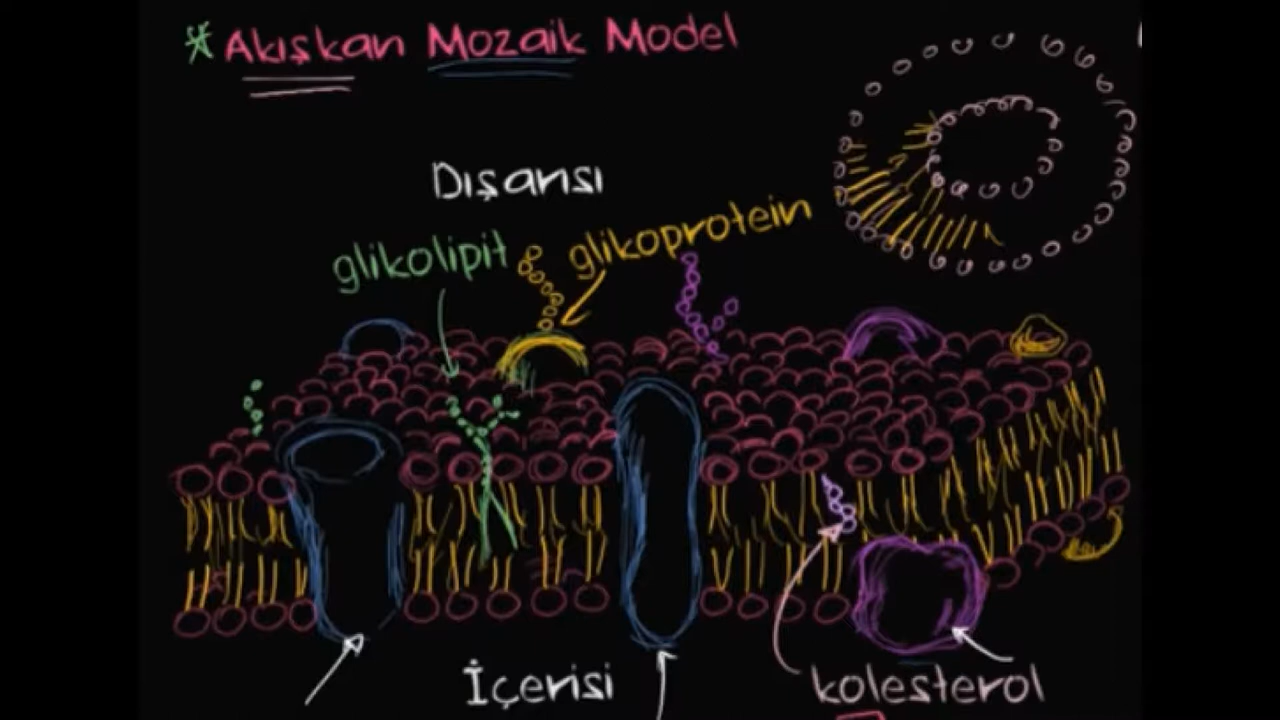 * Akışkan Mozaik Model
Dışarısı
glikolipit
glikoprotein
İçerisi
kolesterol